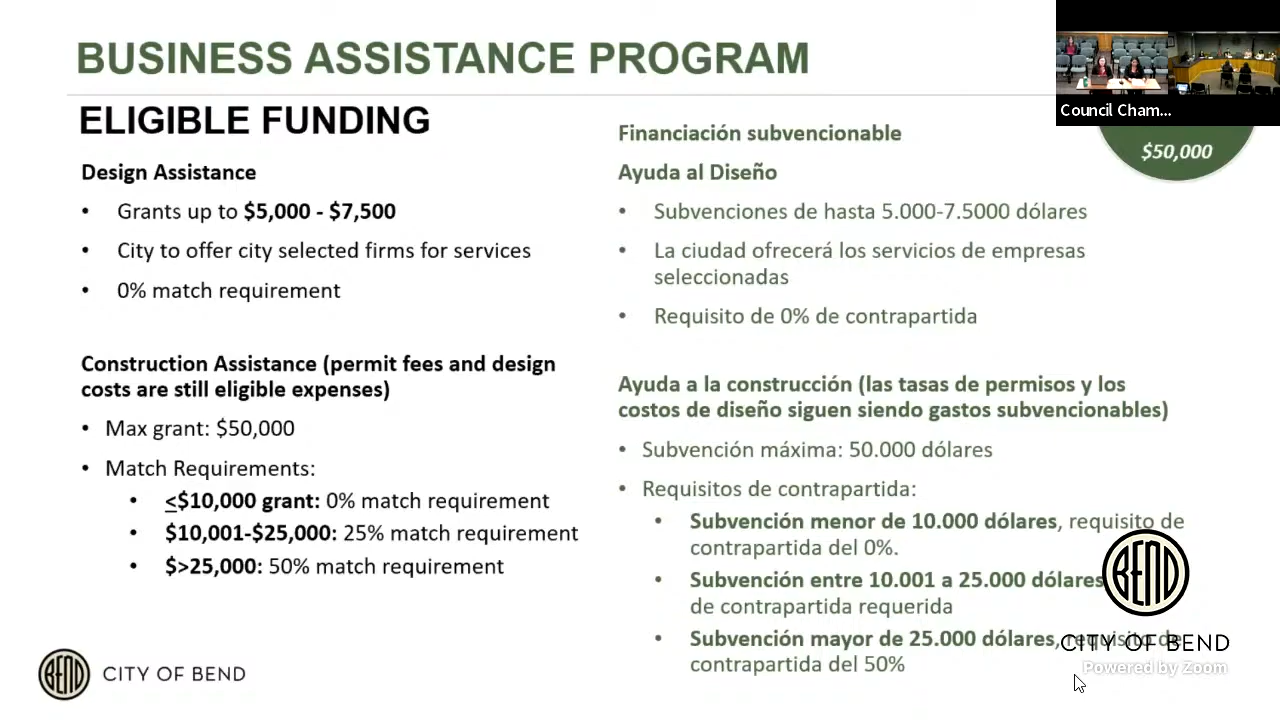 BUSINESS ASSISTANCE PROGRAM
ELIGIBLE FUNDING
Design Assistance
• Grants up to $5,000 - $7,500
• City to offer city selected firms for services
• 0% match requirement
Construction Assistance (permit fees and design
costs are still eligible expenses)
• Max grant: $50,000
• Match Requirements:
• <$10,000 grant: 0% match requirement
• $10,001-$25,000: 25% match requirement
• $>25,000: 50% match requirement
BEND CITY OF BEND
Financiación subvencionable
Ayuda al Diseño
• Subvenciones de hasta 5.000-7.5000 dólares
• La ciudad ofrecerá los servicios de empresas
seleccionadas
• Requisito de 0% de contrapartida
Ayuda a la construcción (las tasas de permisos y los
costos de diseño siguen siendo gastos subvencionables)
• Subvención máxima: 50.000 dólares
• Requisitos de contrapartida:
• Subvención menor de 10.000 dólares, requisito de
contrapartida del 0%.
• Subvención entre 10.001 a 25.000 dólares
de contrapartida requerida
• Subvención mayor de 25.000 dólares, requisito de
contrapartida del 50%
Council Cham...
$50,000
BEND
CITY OF BEND
Powered by Zoom